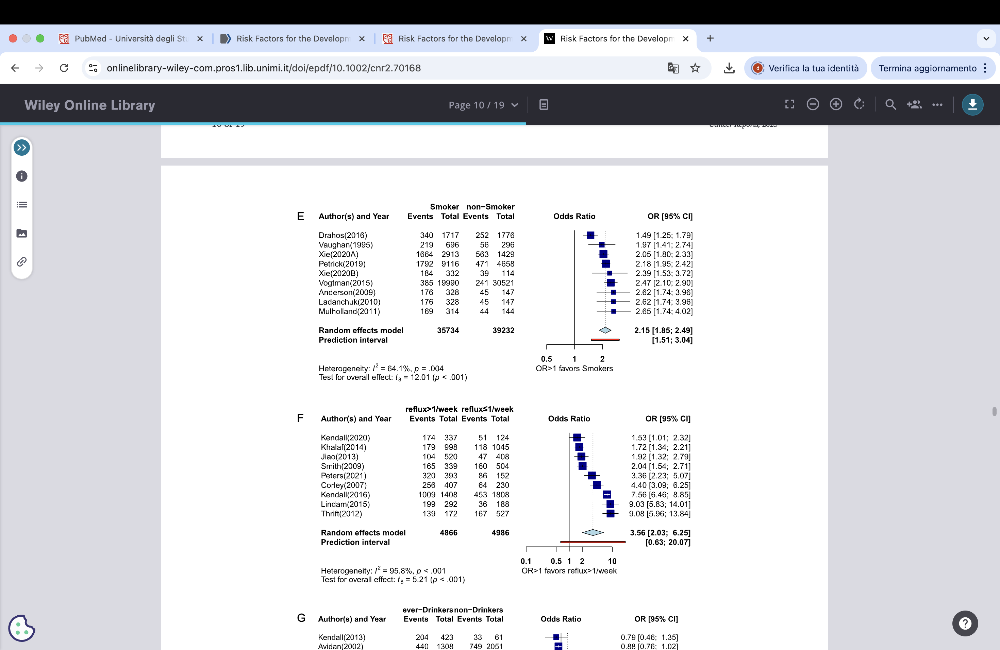 PubMed - Università degli Stu
Risk Factors for the Developm
Risk Factors for the Developm
W Risk Factors for the Developm
onlinelibrary-wiley-com.pros1.lib.unimi.it/doi/epdf/10.1002/cnr2.70168
d Verifica la tua identità
Termina aggiornamento
Wiley Online Library
Page 10 / 19
10 of 19
Cancer Reports, 2025
Smoker non−Smoker
E Author(s) and Year Events Total Events Total Odds Ratio OR [95% CI]
Drahos(2016) 340 1717 252 1776 1.49 [1.25; 1.79]
Vaughan(1995) 219 696 56 296 1.97 [1.41; 2.74]
Xie(2020A) 1664 2913 563 1429 2.05 [1.80; 2.33]
Petrick(2019) 1792 9116 471 4658 2.18 [1.95; 2.42]
Xie(2020B) 184 332 39 114 2.39 [1.53; 3.72]
Vogtman(2015) 385 19990 241 30521 2.47 [2.10; 2.90]
Anderson(2009) 176 328 45 147 2.62 [1.74; 3.96]
Ladanchuk(2010) 176 328 45 147 2.62 [1.74; 3.96]
Mulholland(2011) 169 314 44 144 2.65 [1.74; 4.02]
Random effects model 35734 39232 2.15 [1.85; 2.49]
Prediction interval [1.51; 3.04]
0.5 1 2
Heterogeneity: I² = 64.1%, p = .004 OR>1 favors Smokers
Test for overall effect: t₈ = 12.01 (p < .001)
reflux>1/week reflux≤1/week
F Author(s) and Year Events Total Events Total Odds Ratio OR [95% CI]
Kendall(2020) 174 337 51 124 1.53 [1.01; 2.32]
Khalaf(2014) 179 998 118 1045 1.72 [1.34; 2.21]
Jiao(2013) 104 520 47 408 1.92 [1.32; 2.79]
Smith(2009) 165 339 160 504 2.04 [1.54; 2.71]
Peters(2021) 320 393 86 152 3.36 [2.23; 5.07]
Corley(2007) 256 407 64 230 4.40 [3.09; 6.25]
Kendall(2016) 1009 1408 453 1808 7.56 [6.46; 8.85]
Lindam(2015) 199 292 36 188 9.03 [5.83; 14.01]
Thrift(2012) 139 172 167 527 9.08 [5.96; 13.84]
Random effects model 4866 4986 3.56 [2.03; 6.25]
Prediction interval [0.63; 20.07]
0.1 0.5 1 2 10
Heterogeneity: I² = 95.8%, p < .001 OR>1 favors reflux>1/week
Test for overall effect: t₈ = 5.21 (p < .001)
ever−Drinkers non−Drinkers
G Author(s) and Year Events Total Events Total Odds Ratio OR [95% CI]
Kendall(2013) 204 423 33 61 0.79 [0.46; 1.35]
Avidan(2002) 440 1308 749 2051 0.88 [0.76; 1.02]